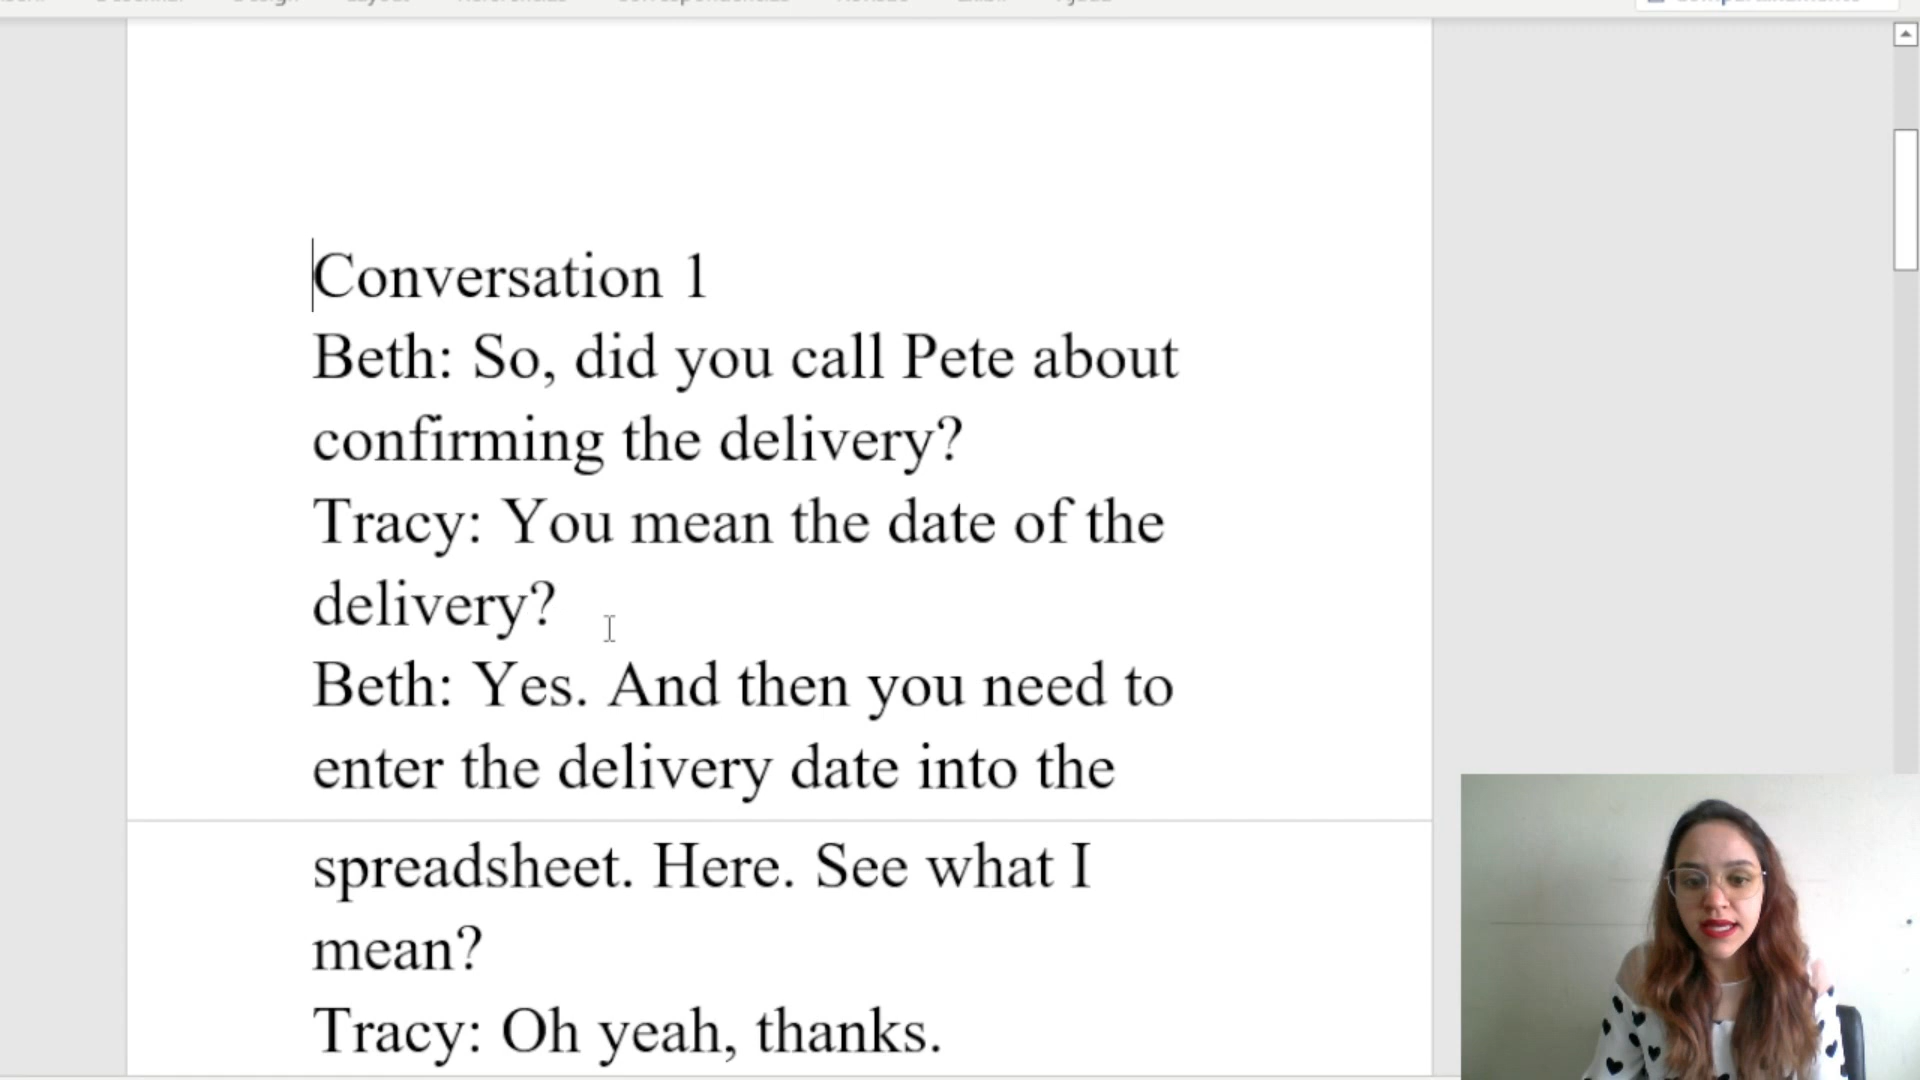 Conversation 1
Beth: So, did you call Pete about
confirming the delivery?
Tracy: You mean the date of the
delivery?
Beth: Yes. And then you need to
enter the delivery date into the
spreadsheet. Here. See what I
mean?
Tracy: Oh yeah, thanks.